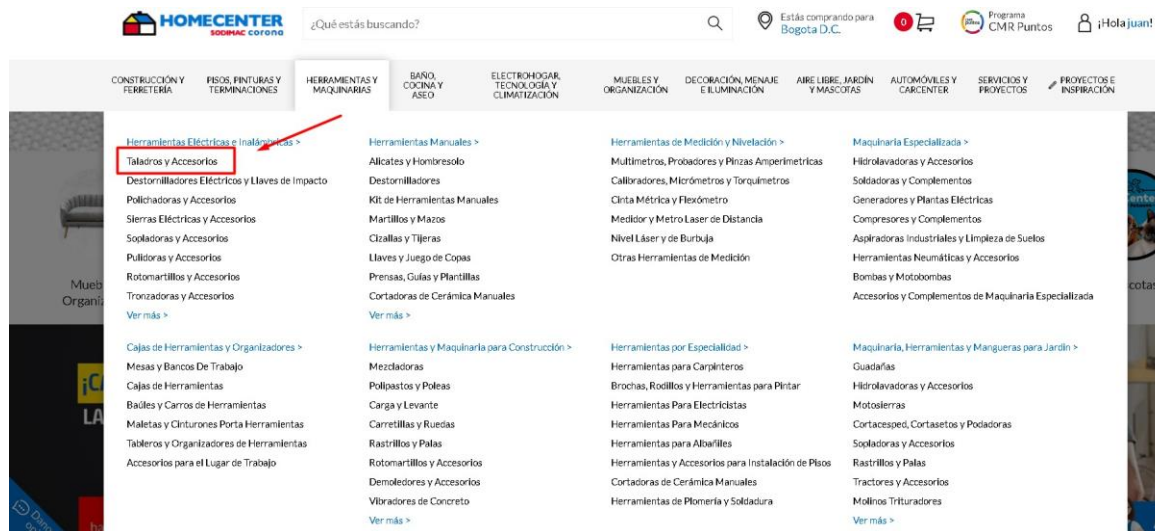 HOMECENTER
SODIMAC corona
¿Qué estás buscando?
Estás comprando para
Bogota D.C.
0
Programa
CMR Puntos
¡Hola juan!
CONSTRUCCIÓN Y
FERRETERÍA
PISOS, PINTURAS Y
TERMINACIONES
HERRAMIENTAS Y
MAQUINARIAS
BAÑO,
COCINA Y
ASEO
ELECTROHOGAR,
TECNOLOGÍA Y
CLIMATIZACIÓN
MUEBLES Y
ORGANIZACIÓN
DECORACIÓN, MENAJE
E ILUMINACIÓN
AIRE LIBRE, JARDÍN
Y MASCOTAS
AUTOMÓVILES Y
CARCENTER
SERVICIOS Y
PROYECTOS
PROYECTOS E
INSPIRACIÓN
Herramientas Eléctricas e Inalámbricas >
Taladros y Accesorios
Destornilladores Eléctricos y Llaves de Impacto
Polichadoras y Accesorios
Sierras Eléctricas y Accesorios
Sopladoras y Accesorios
Pulidoras y Accesorios
Rotomartillos y Accesorios
Tronzadoras y Accesorios
Ver más >
Herramientas Manuales >
Alicates y Hombresolo
Destornilladores
Kit de Herramientas Manuales
Martillos y Mazos
Cizallas y Tijeras
Llaves y Juego de Copas
Prensas, Guías y Plantillas
Cortadoras de Cerámica Manuales
Ver más >
Herramientas de Medición y Nivelación >
Multimetros, Probadores y Pinzas Amperimetricas
Calibradores, Micrómetros y Torquímetros
Cinta Métrica y Flexómetro
Medidor y Metro Laser de Distancia
Nivel Láser y de Burbuja
Otras Herramientas de Medición
Maquinaria Especializada >
Hidrolavadoras y Accesorios
Soldadoras y Complementos
Generadores y Plantas Eléctricas
Compresores y Complementos
Aspiradoras Industriales y Limpieza de Suelos
Herramientas Neumáticas y Accesorios
Bombas y Motobombas
Accesorios y Complementos de Maquinaria Especializada
Cajas de Herramientas y Organizadores >
Mesas y Bancos De Trabajo
Cajas de Herramientas
Baúles y Carros de Herramientas
Maletas y Cinturones Porta Herramientas
Tableros y Organizadores de Herramientas
Accesorios para el Lugar de Trabajo
Herramientas y Maquinaria para Construcción >
Mezcladoras
Polipastos y Poleas
Carga y Levante
Carretillas y Ruedas
Rastrillos y Palas
Rotomartillos y Accesorios
Demoledores y Accesorios
Vibradores de Concreto
Ver más >
Herramientas por Especialidad >
Herramientas para Carpinteros
Brochas, Rodillos y Herramientas para Pintar
Herramientas Para Electricistas
Herramientas Para Mecánicos
Herramientas para Albañiles
Herramientas y Accesorios para Instalación de Pisos
Cortadoras de Cerámica Manuales
Herramientas de Plomería y Soldadura
Maquinaria, Herramientas y Mangueras para Jardín >
Guadañas
Hidrolavadoras y Accesorios
Motosierras
Cortacesped, Cortasetos y Podadoras
Sopladoras y Accesorios
Rastrillos y Palas
Tractores y Accesorios
Molinos Trituradores
Ver más >
Mueb
Organiz
cotas
¡CA
LA